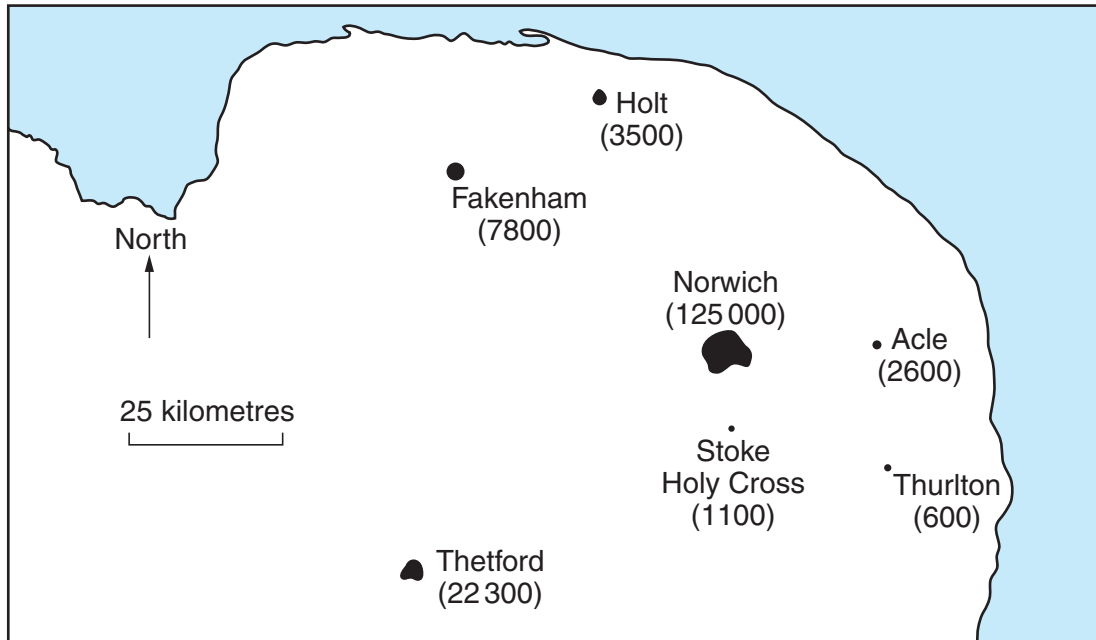 Holt
(3500)
Fakenham
(7800)
North
Norwich
(125 000)
Acle
(2600)
25 kilometres
Stoke
Holy Cross
(1100)
Thurlton
(600)
Thetford
(22 300)